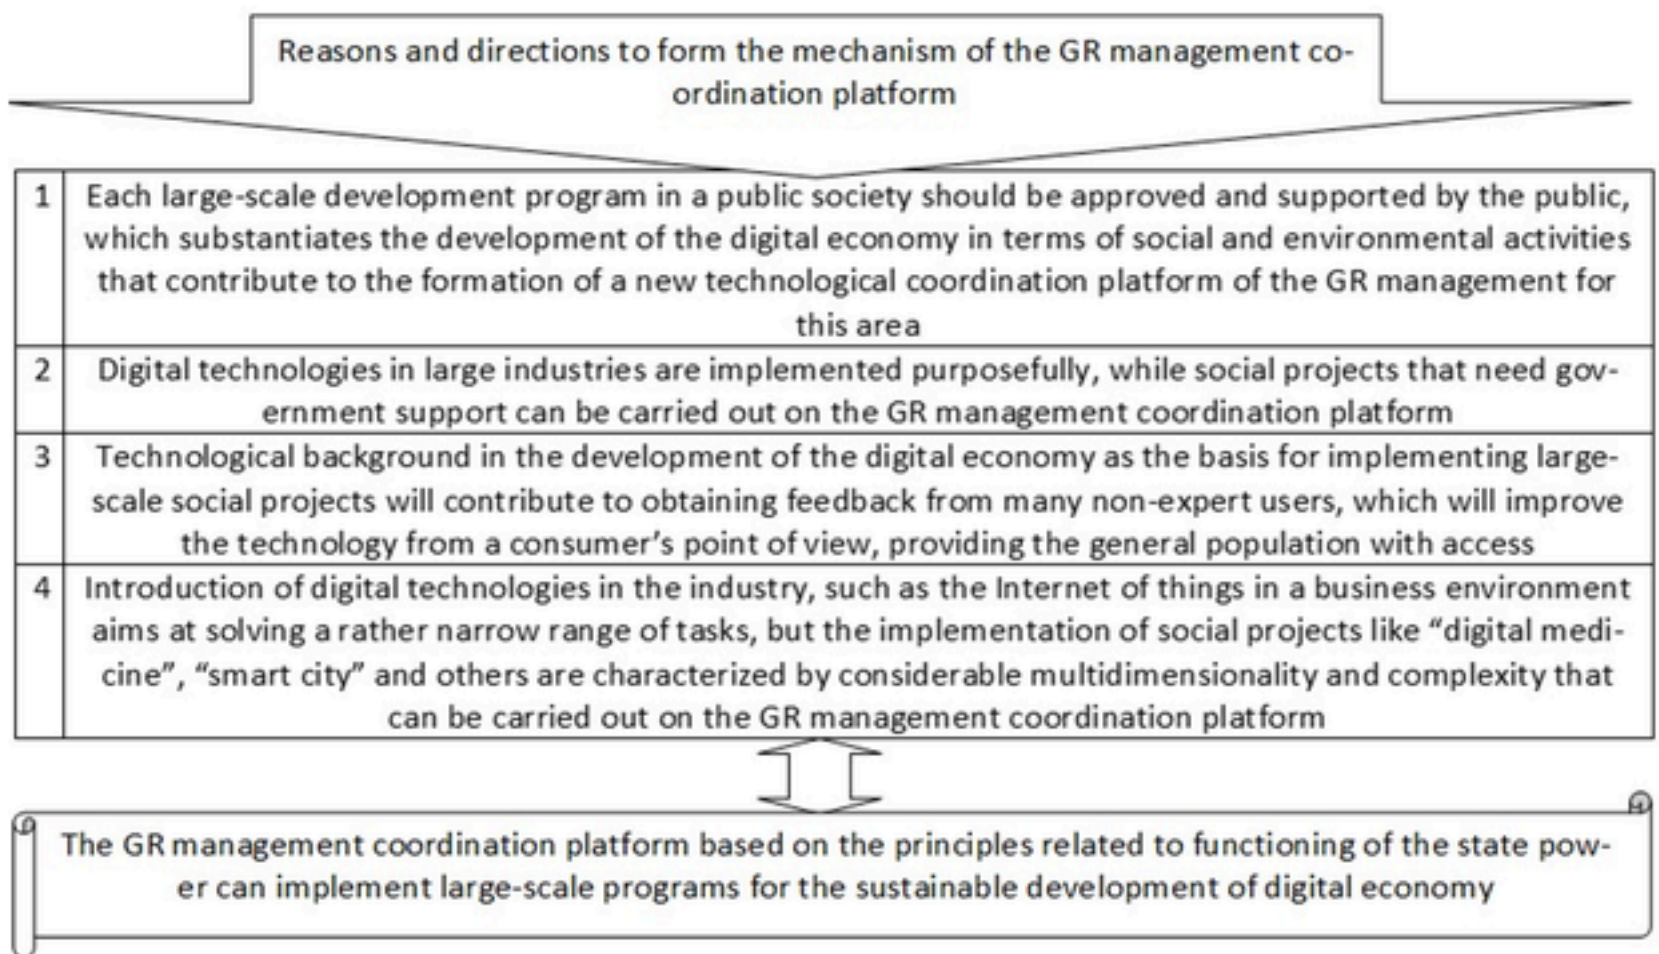 Reasons and directions to form the mechanism of the GR management co-
ordination platform
1 Each large-scale development program in a public society should be approved and supported by the public,
which substantiates the development of the digital economy in terms of social and environmental activities
that contribute to the formation of a new technological coordination platform of the GR management for
this area
2 Digital technologies in large industries are implemented purposefully, while social projects that need gov-
ernment support can be carried out on the GR management coordination platform
3 Technological background in the development of the digital economy as the basis for implementing large-
scale social projects will contribute to obtaining feedback from many non-expert users, which will improve
the technology from a consumer’s point of view, providing the general population with access
4 Introduction of digital technologies in the industry, such as the Internet of things in a business environment
aims at solving a rather narrow range of tasks, but the implementation of social projects like “digital medi-
cine”, “smart city” and others are characterized by considerable multidimensionality and complexity that
can be carried out on the GR management coordination platform
The GR management coordination platform based on the principles related to functioning of the state pow-
er can implement large-scale programs for the sustainable development of digital economy